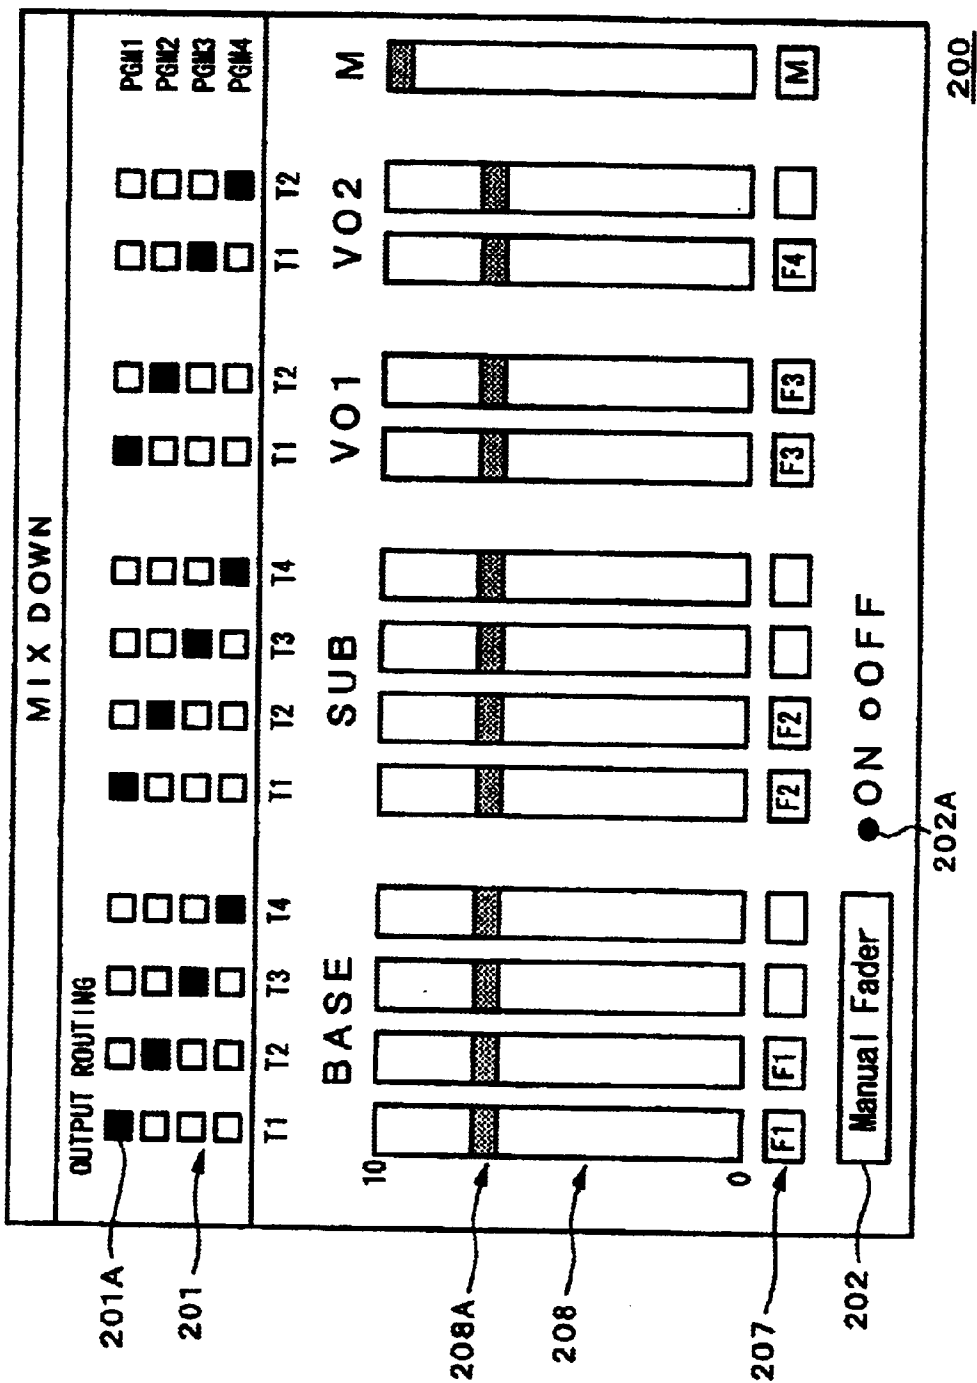 MIX DOWN
OUTPUT ROUTING
PGM1
PGM2
PGM3
PGM4
T1 T2 T3 T4 T1 T2 T3 T4 T1 T2 T1 T2
BASE SUB VO1 VO2 M
10
0
F1 F1 F2 F2 F3 F3 F4 M
Manual Fader ON OFF
201A
201
208A
208
207
202
202A
200